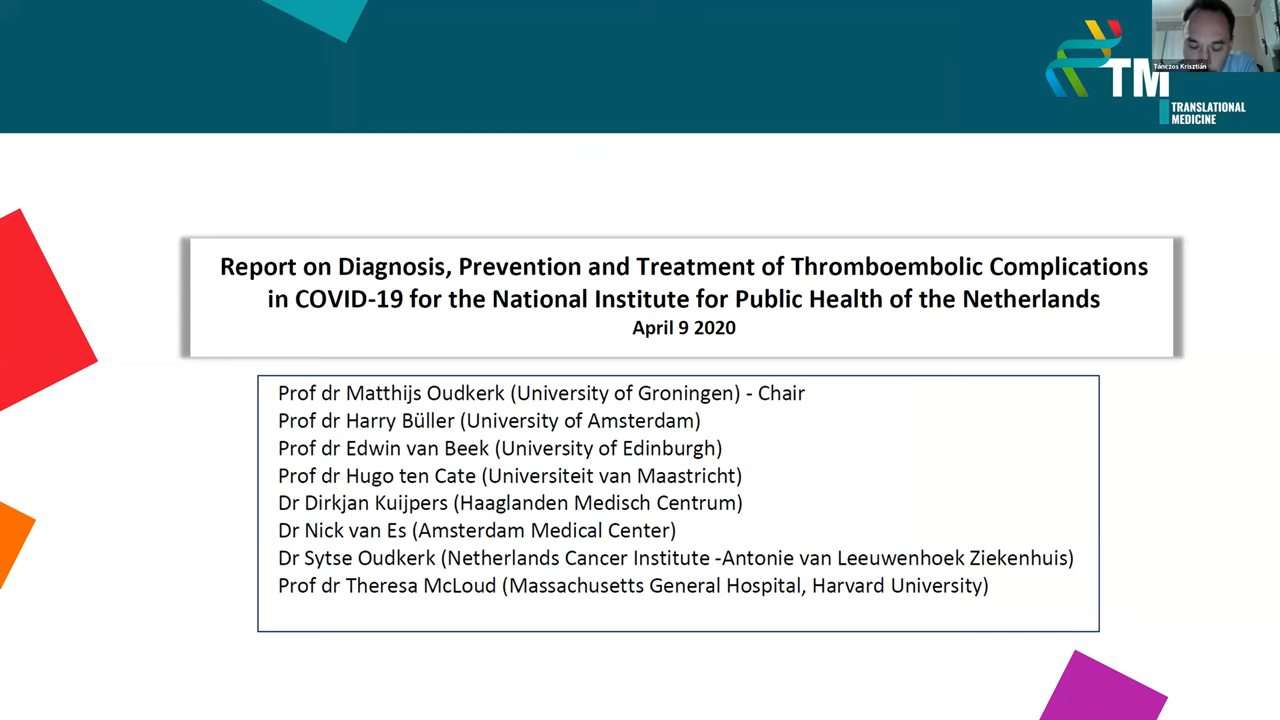 Tánczos Krisztián
TM
TRANSLATIONAL
MEDICINE
Report on Diagnosis, Prevention and Treatment of Thromboembolic Complications
in COVID-19 for the National Institute for Public Health of the Netherlands
April 9 2020
Prof dr Matthijs Oudkerk (University of Groningen) - Chair
Prof dr Harry Büller (University of Amsterdam)
Prof dr Edwin van Beek (University of Edinburgh)
Prof dr Hugo ten Cate (Universiteit van Maastricht)
Dr Dirkjan Kuijpers (Haaglanden Medisch Centrum)
Dr Nick van Es (Amsterdam Medical Center)
Dr Sytse Oudkerk (Netherlands Cancer Institute -Antonie van Leeuwenhoek Ziekenhuis)
Prof dr Theresa McLoud (Massachusetts General Hospital, Harvard University)